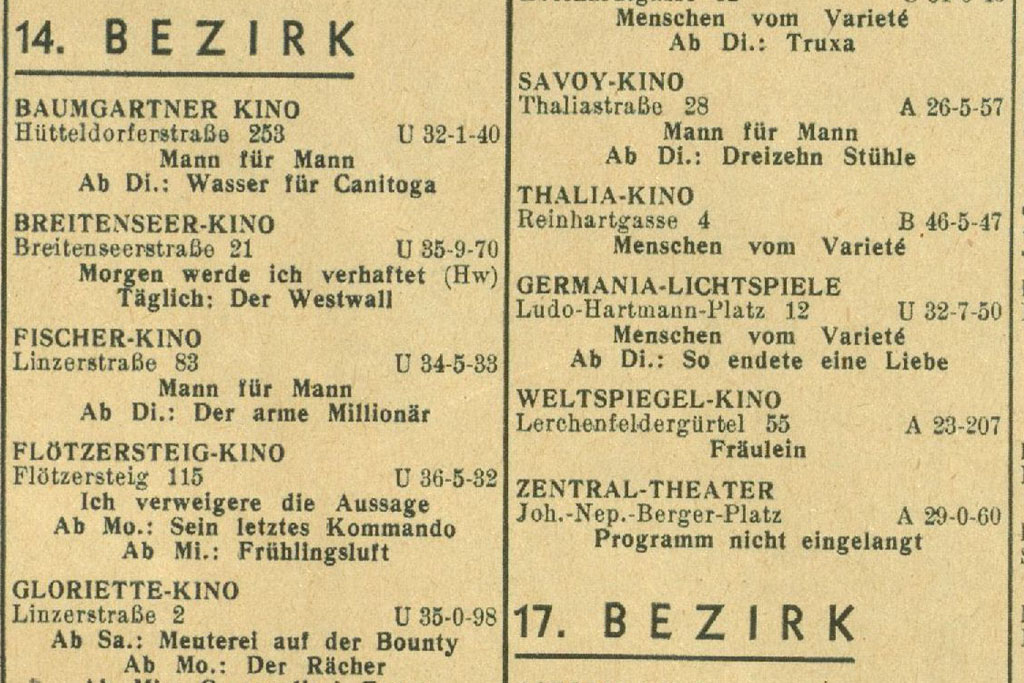 14. BEZIRK
BAUMGARTNER KINO
Hütteldorferstraße 253 U 32-1-40
Mann für Mann
Ab Di.: Wasser für Canitoga
BREITENSEER-KINO
Breitenseerstraße 21 U 35-9-70
Morgen werde ich verhaftet (Hw)
Täglich: Der Westwall
FISCHER-KINO
Linzerstraße 83 U 34-5-33
Mann für Mann
Ab Di.: Der arme Millionär
FLÖTZERSTEIG-KINO
Flötzersteig 115 U 36-5-32
Ich verweigere die Aussage
Ab Mo.: Sein letztes Kommando
Ab Mi.: Frühlingsluft
GLORIETTE-KINO
Linzerstraße 2 U 35-0-98
Ab Sa.: Meuterei auf der Bounty
Ab Mo.: Der Rächer
Menschen vom Varieté
Ab Di.: Truxa
SAVOY-KINO
Thaliastraße 28 A 26-5-57
Mann für Mann
Ab Di.: Dreizehn Stühle
THALIA-KINO
Reinhartgasse 4 B 46-5-47
Menschen vom Varieté
GERMANIA-LICHTSPIELE
Ludo-Hartmann-Platz 12 U 32-7-50
Menschen vom Varieté
Ab Di.: So endete eine Liebe
WELTSPIEGEL-KINO
Lerchenfeldergürtel 55 A 23-207
Fräulein
ZENTRAL-THEATER
Joh.-Nep.-Berger-Platz A 29-0-60
Programm nicht eingelangt
17. BEZIRK